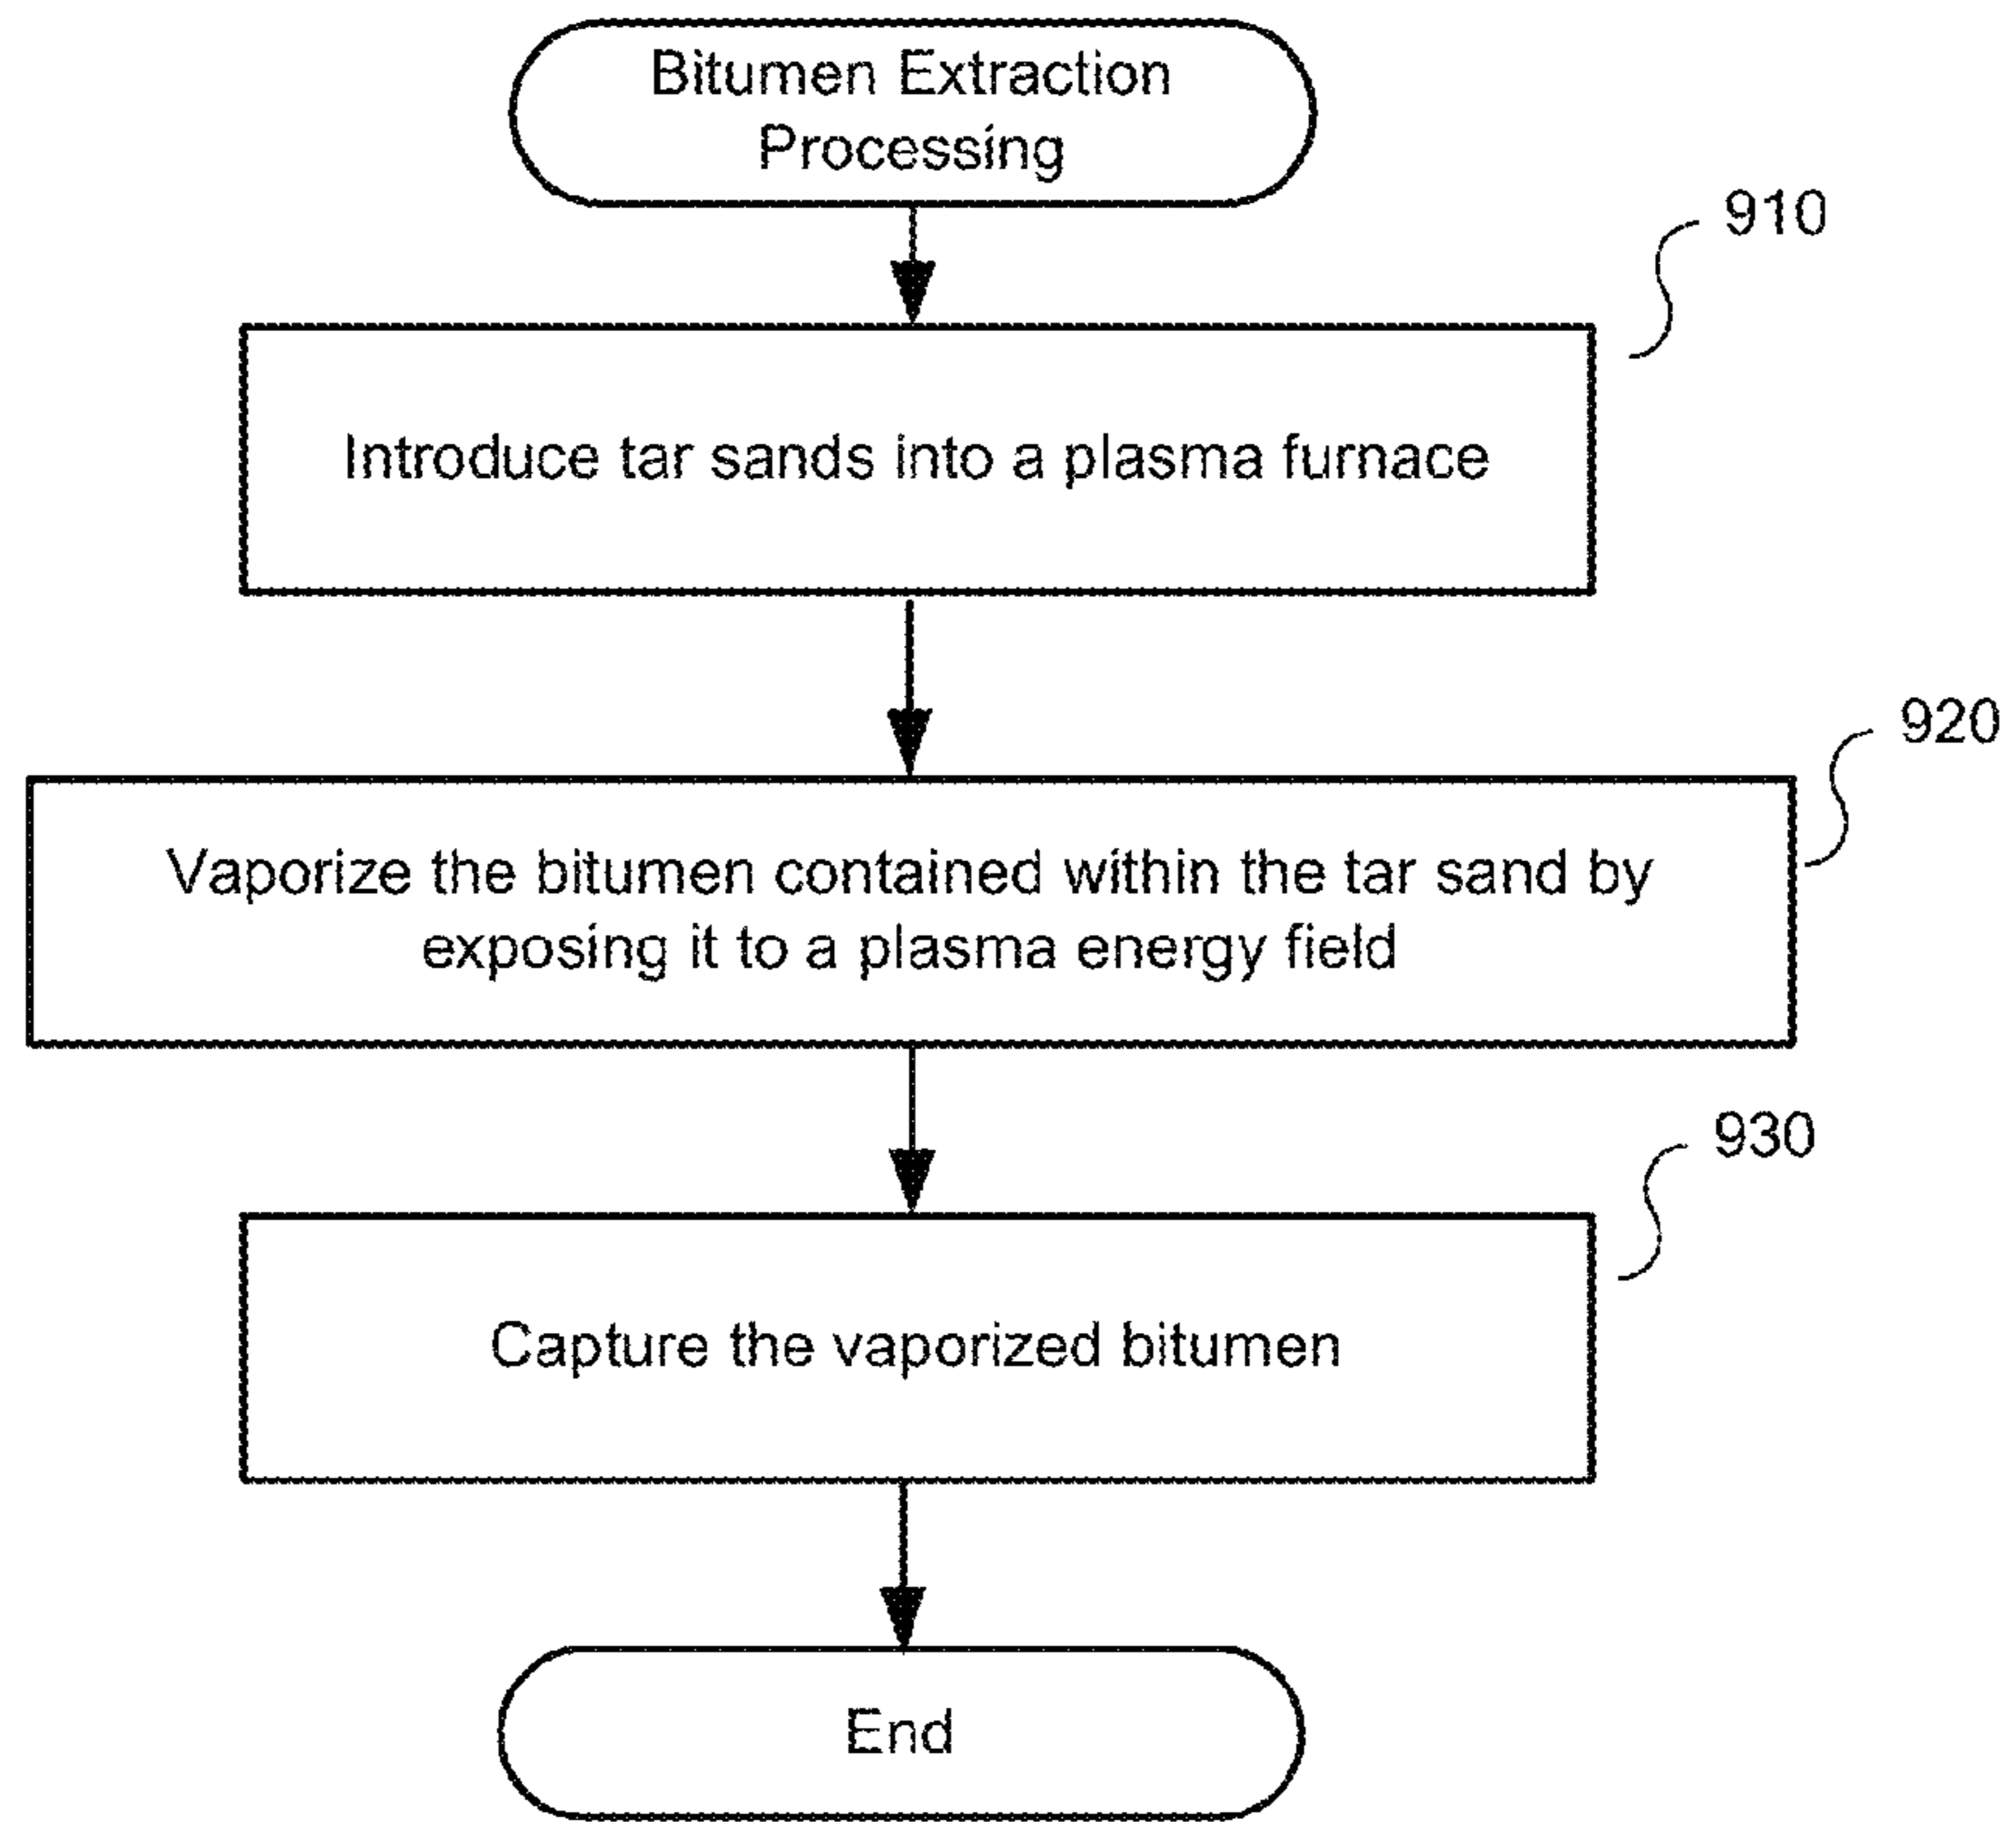 Bitumen Extraction
Processing
910
Introduce tar sands into a plasma furnace
920
Vaporize the bitumen contained within the tar sand by
exposing it to a plasma energy field
930
Capture the vaporized bitumen
End